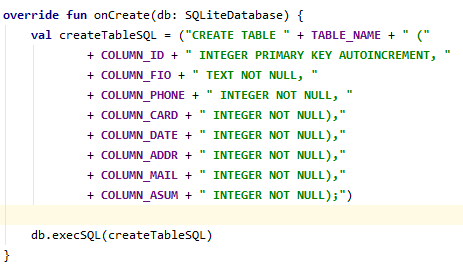 override fun onCreate(db: SQLiteDatabase) {
val createTableSQL = ("CREATE TABLE " + TABLE_NAME + " ("
+ COLUMN_ID + " INTEGER PRIMARY KEY AUTOINCREMENT, "
+ COLUMN_FIO + " TEXT NOT NULL, "
+ COLUMN_PHONE + " INTEGER NOT NULL, "
+ COLUMN_CARD + " INTEGER NOT NULL),"
+ COLUMN_DATE + " INTEGER NOT NULL),"
+ COLUMN_ADDR + " INTEGER NOT NULL),"
+ COLUMN_MAIL + " INTEGER NOT NULL),"
+ COLUMN_ASUM + " INTEGER NOT NULL);")
db.execSQL(createTableSQL)
}